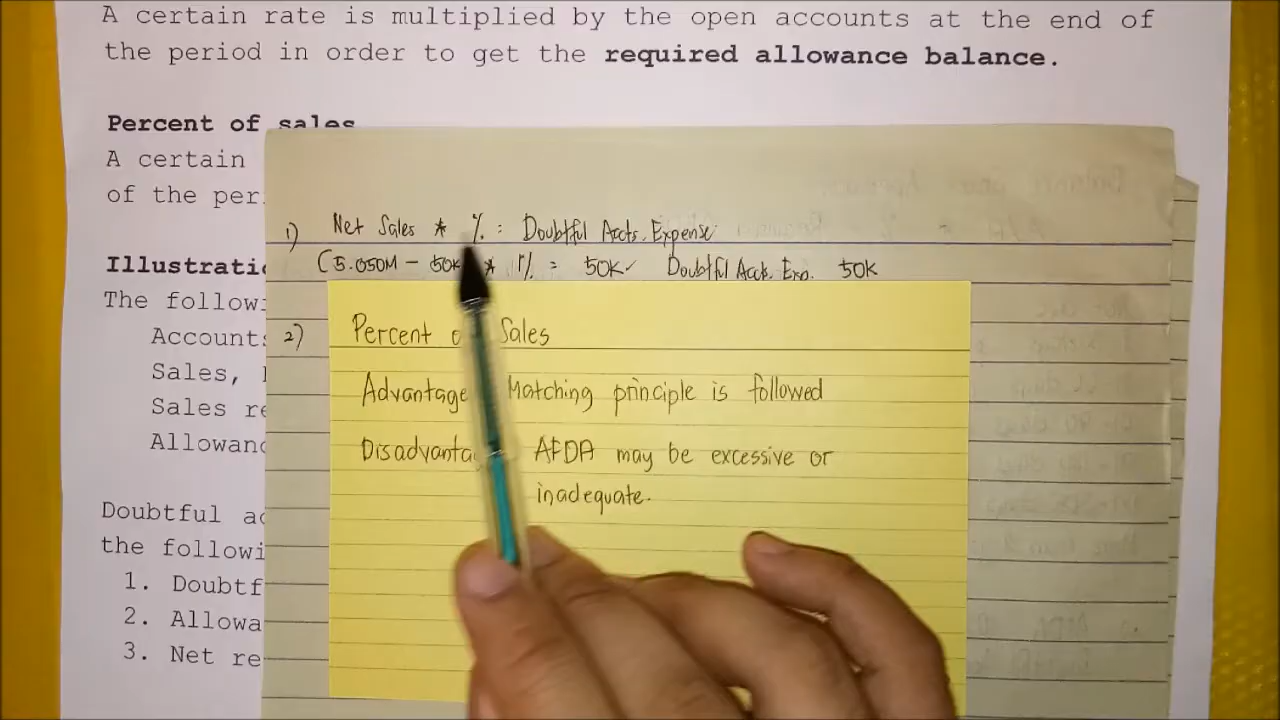 A certain rate is multiplied by the open accounts at the end of
the period in order to get the required allowance balance.
Percent of sales
A certain
of the per
1) Net Sales * % = Doubtful Accts. Expense
(5.050M - 50K * 1% = 50K✓ Doubtful Acct. Exp. 50K
Illustratio
The followi
Accounts
Sales,
Sales re
Allowanc
2)
Percent o Sales
Advantage Matching principle is followed
Disadvanta AFDA may be excessive or
inadequate.
Doubtful ac
the followi
1. Doubtf
2. Allowa
3. Net re